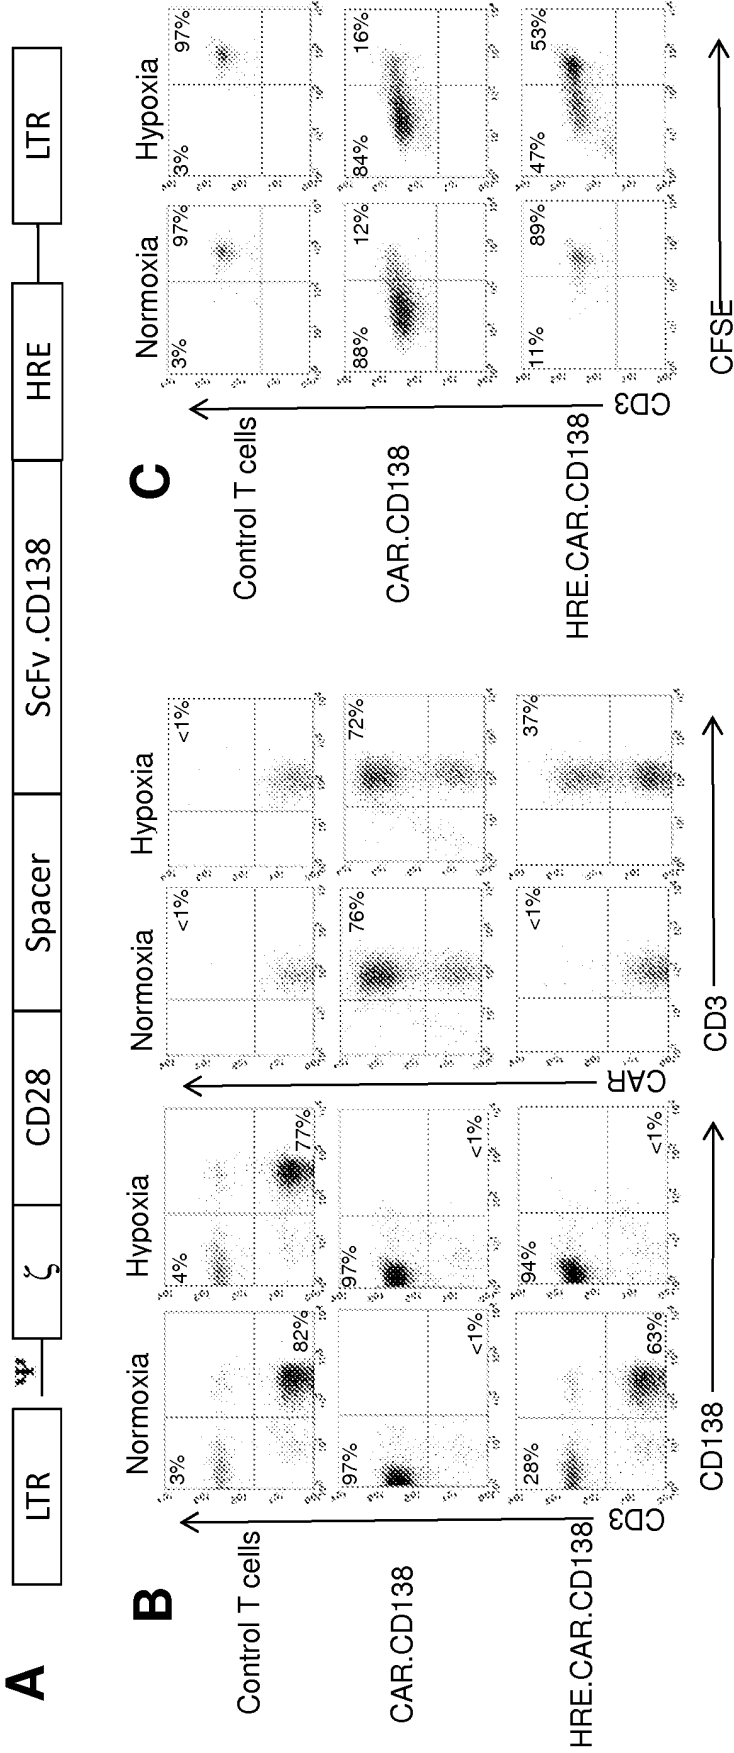 A
LTR
Ψ
ζ
CD28
Spacer
ScFv .CD138
HRE
LTR
B
Normoxia
Hypoxia
Normoxia
Hypoxia
Control T cells
3%
82%
4%
77%
<1%
<1%
CAR.CD138
97%
<1%
97%
<1%
76%
72%
HRE.CAR.CD138
28%
63%
94%
<1%
<1%
37%
CD3
CD138
CAR
CD3
C
Normoxia
Hypoxia
Control T cells
3%
97%
3%
97%
CAR.CD138
88%
12%
84%
16%
HRE.CAR.CD138
11%
89%
47%
53%
CD3
CFSE